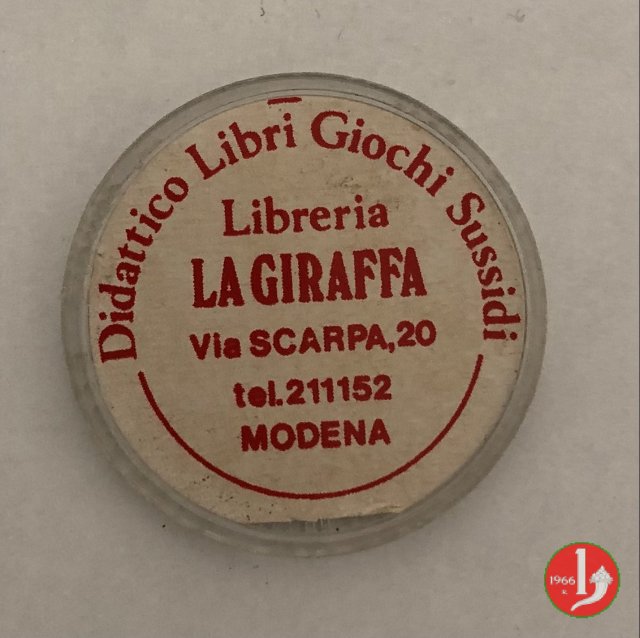 Didattico Libri Giochi Sussidi
Libreria
LA GIRAFFA
Via SCARPA,20
tel.211152
MODENA
1966